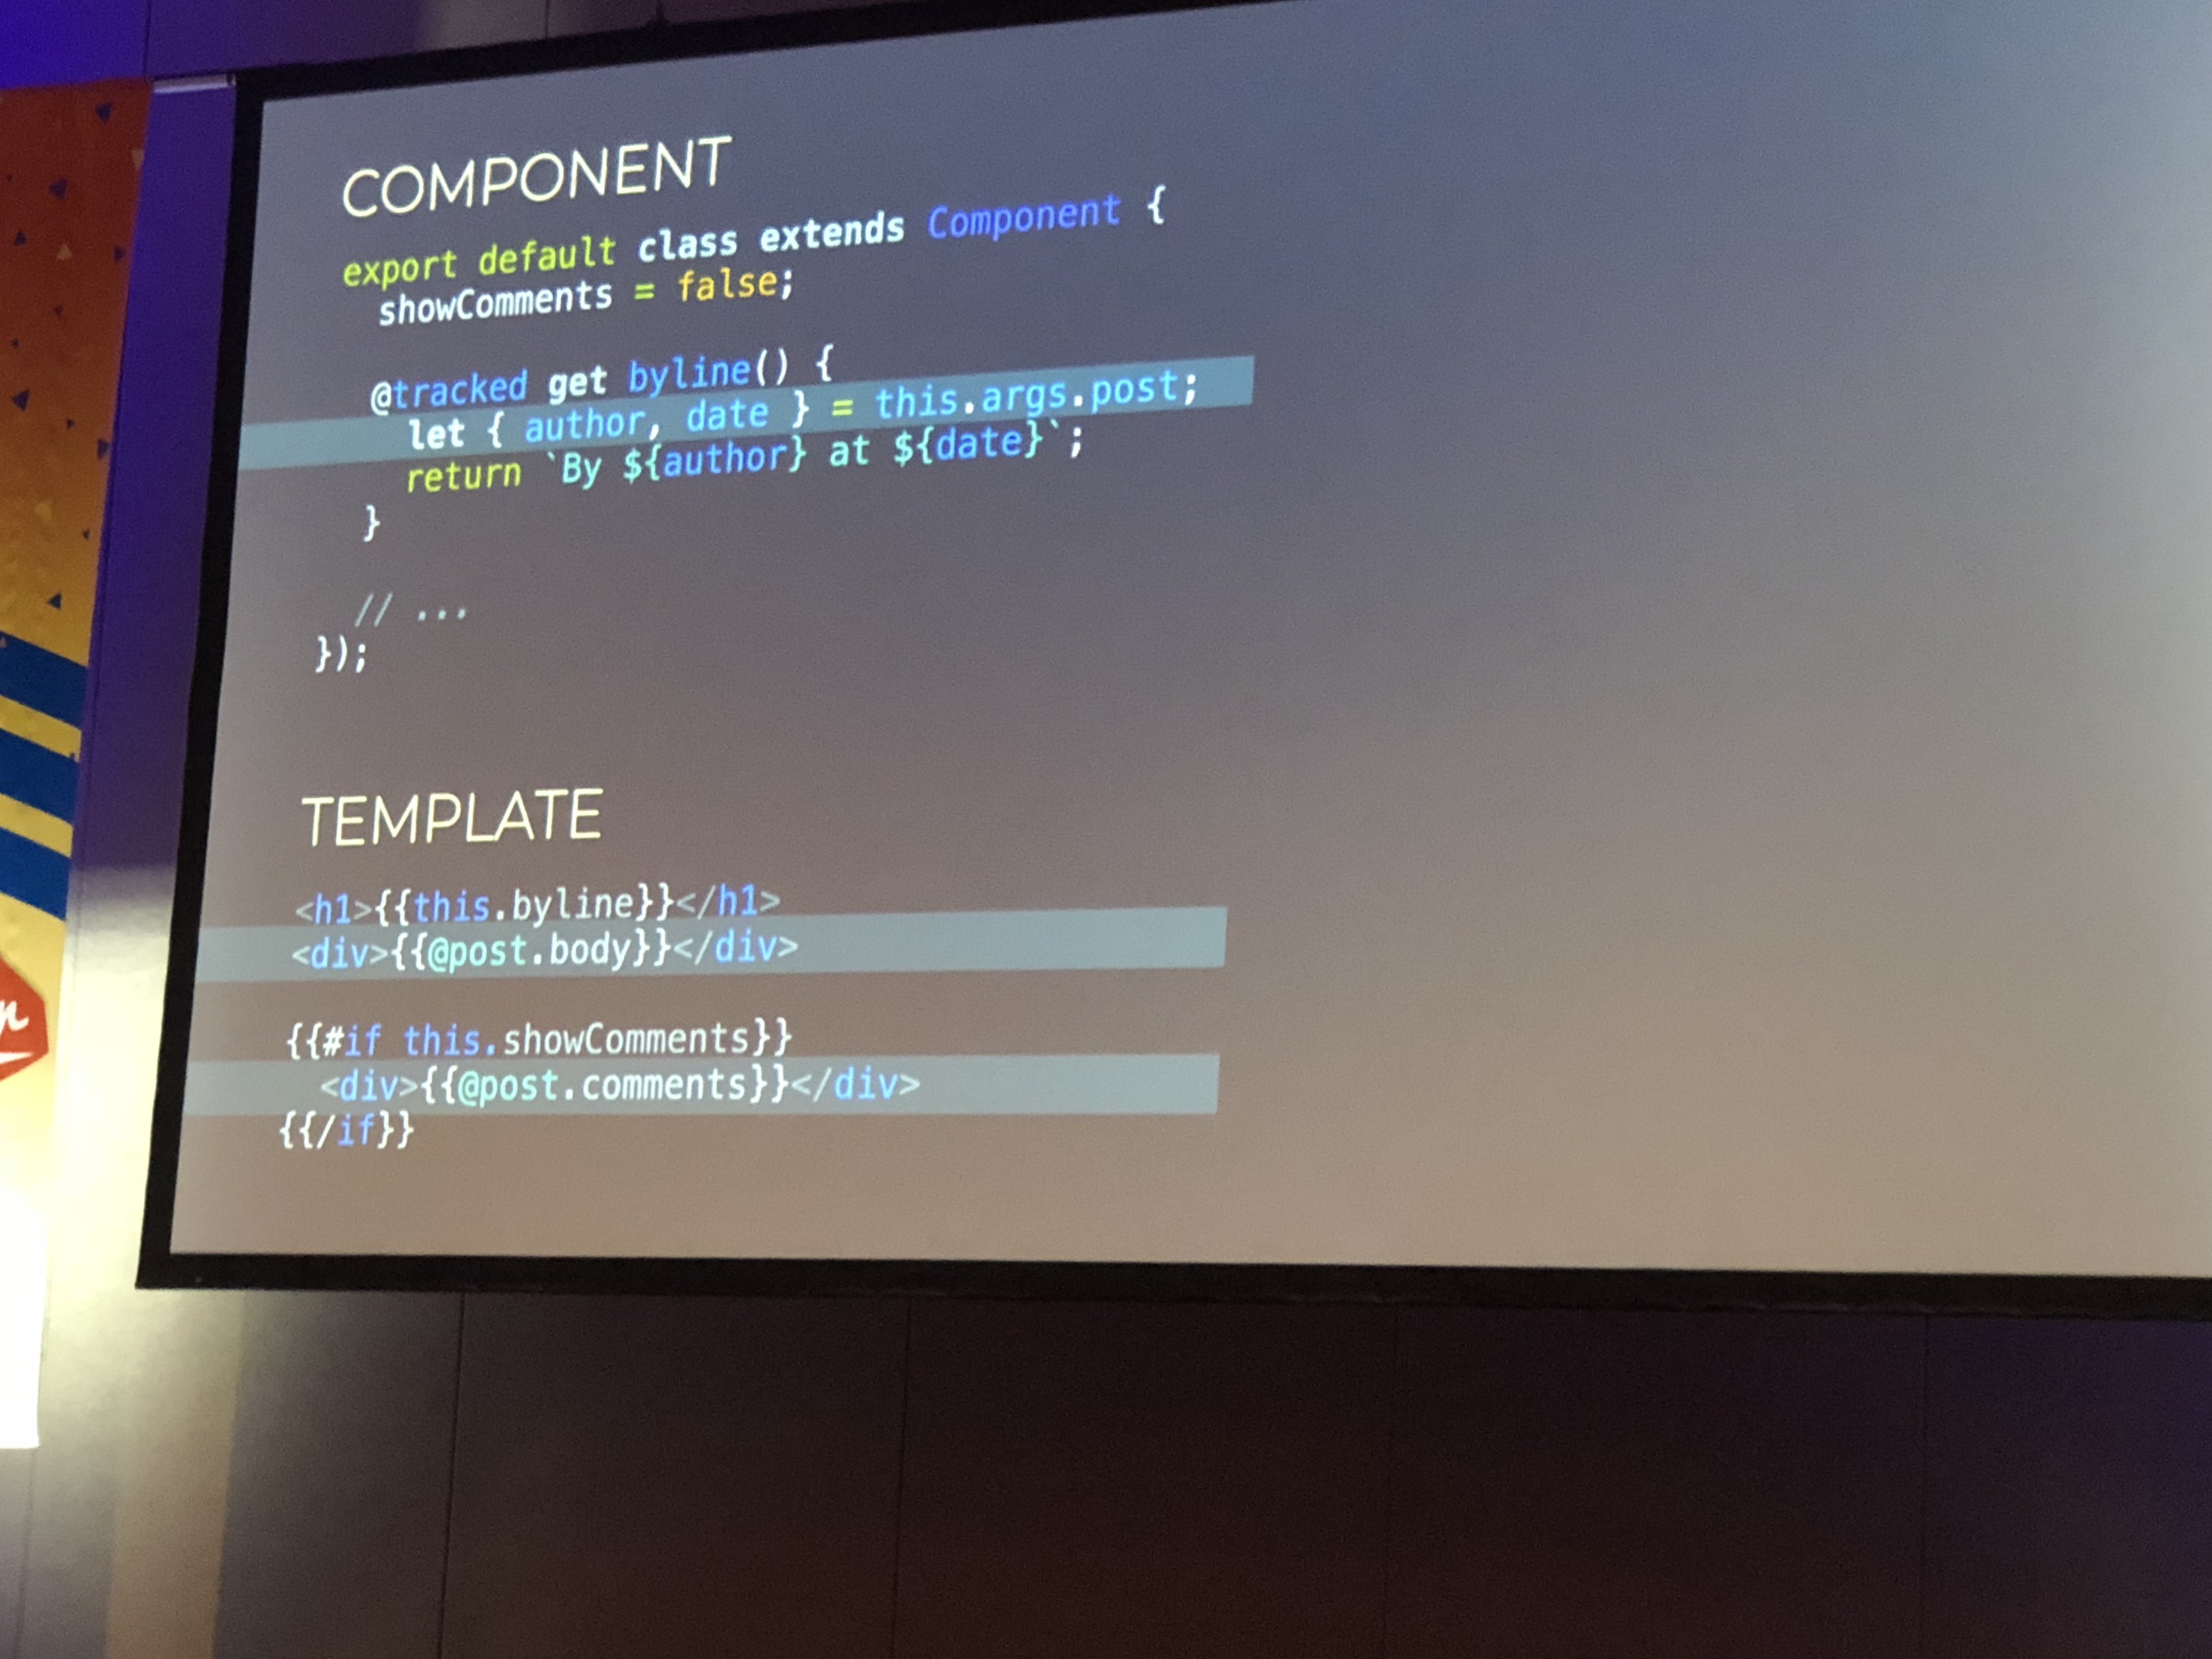 COMPONENT
export default class extends Component {
  showComments = false;
  @tracked get byline() {
    let { author, date } = this.args.post;
    return `By ${author} at ${date}`;
  }
  // ...
});
TEMPLATE
<h1>{{this.byline}}</h1>
<div>{{@post.body}}</div>
{{#if this.showComments}}
  <div>{{@post.comments}}</div>
{{/if}}